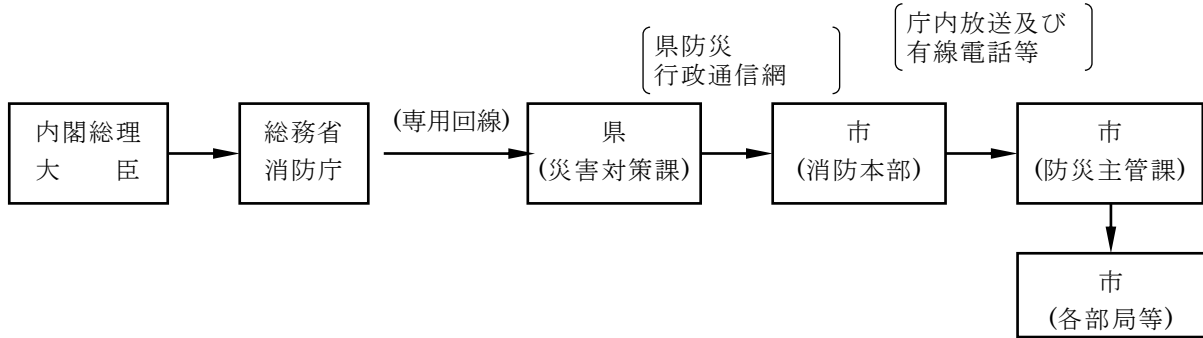 県防災
行政通信網
庁内放送及び
有線電話等
内閣総理
大　　臣
総務省
消防庁
(専用回線)
県
(災害対策課)
市
(消防本部)
市
(防災主管課)
市
(各部局等)